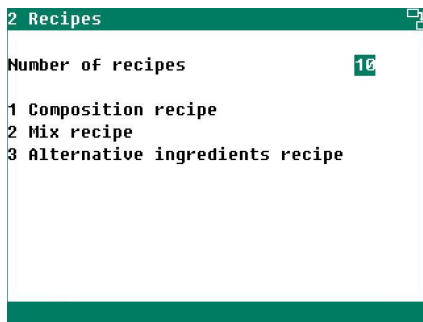 2 Recipes
Number of recipes 10
1 Composition recipe
2 Mix recipe
3 Alternative ingredients recipe